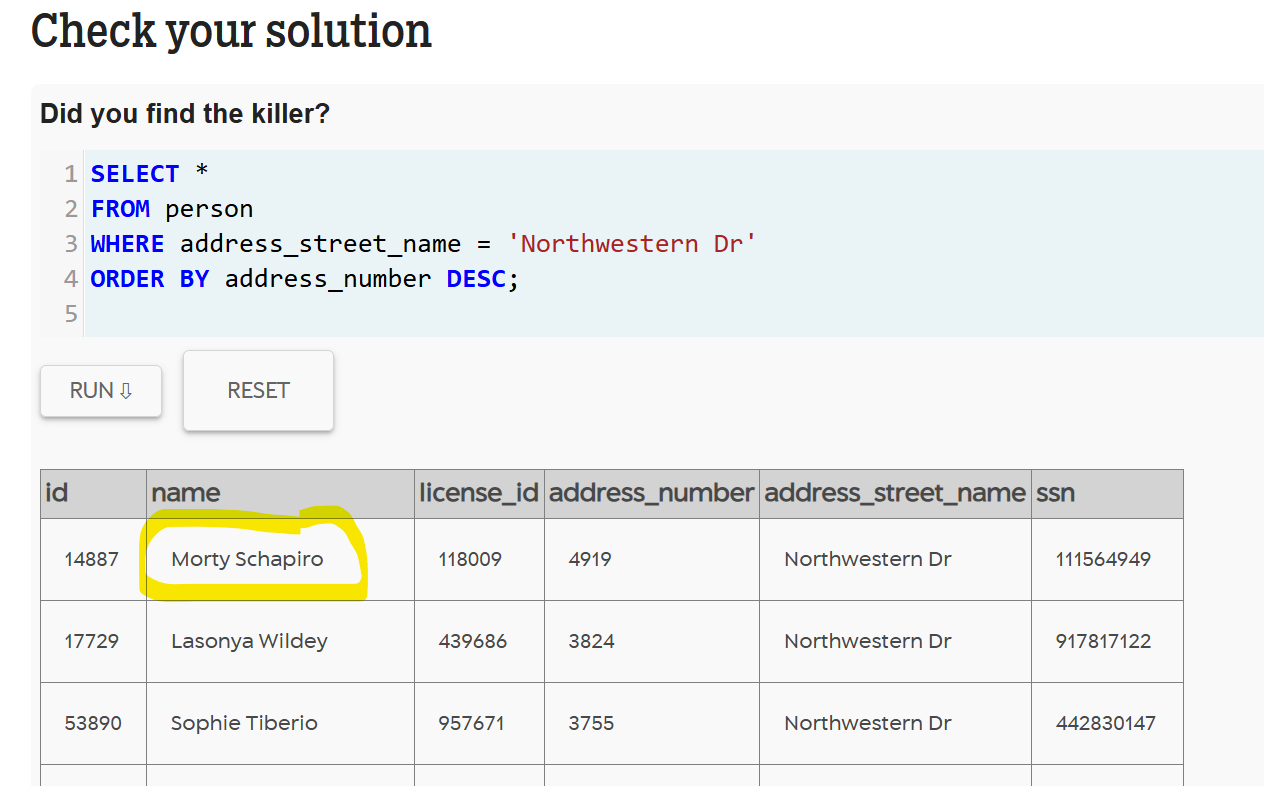 Check your solution
Did you find the killer?
1 SELECT *
2 FROM person
3 WHERE address_street_name = 'Northwestern Dr'
4 ORDER BY address_number DESC;
5
RUN ⇩ RESET
id name license_id address_number address_street_name ssn
14887 Morty Schapiro 118009 4919 Northwestern Dr 111564949
17729 Lasonya Wildey 439686 3824 Northwestern Dr 917817122
53890 Sophie Tiberio 957671 3755 Northwestern Dr 442830147